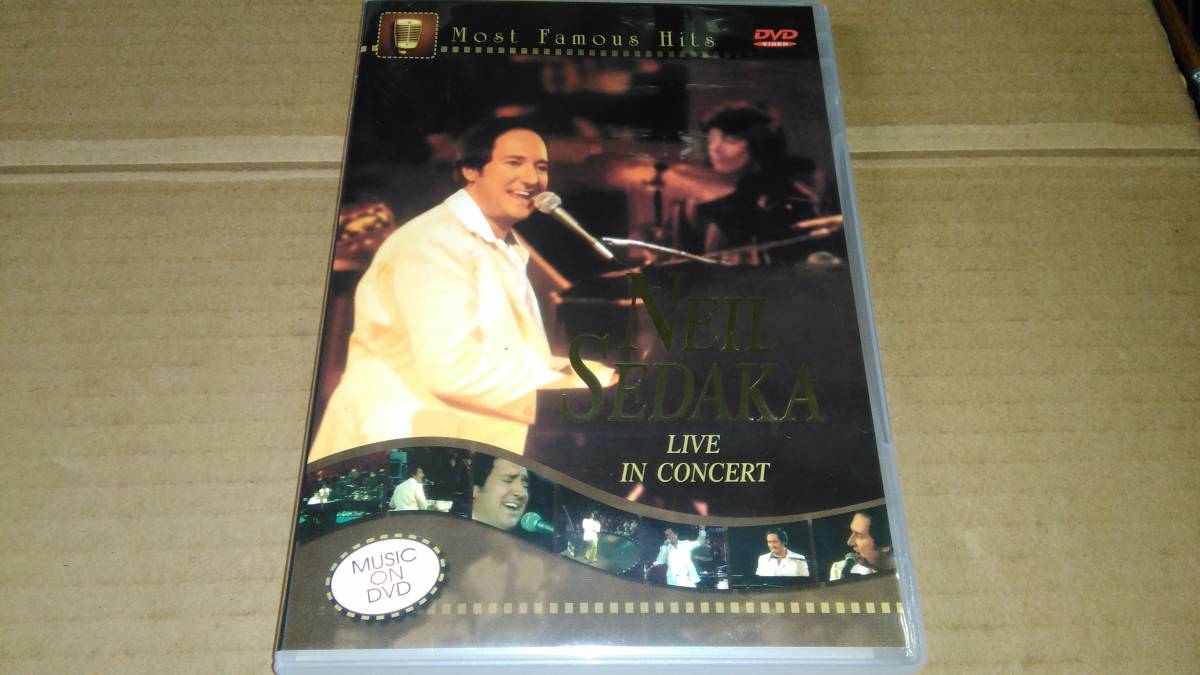 Most Famous Hits
DVD
VIDEO
NEIL
SEDAKA
LIVE
IN CONCERT
MUSIC
ON
DVD